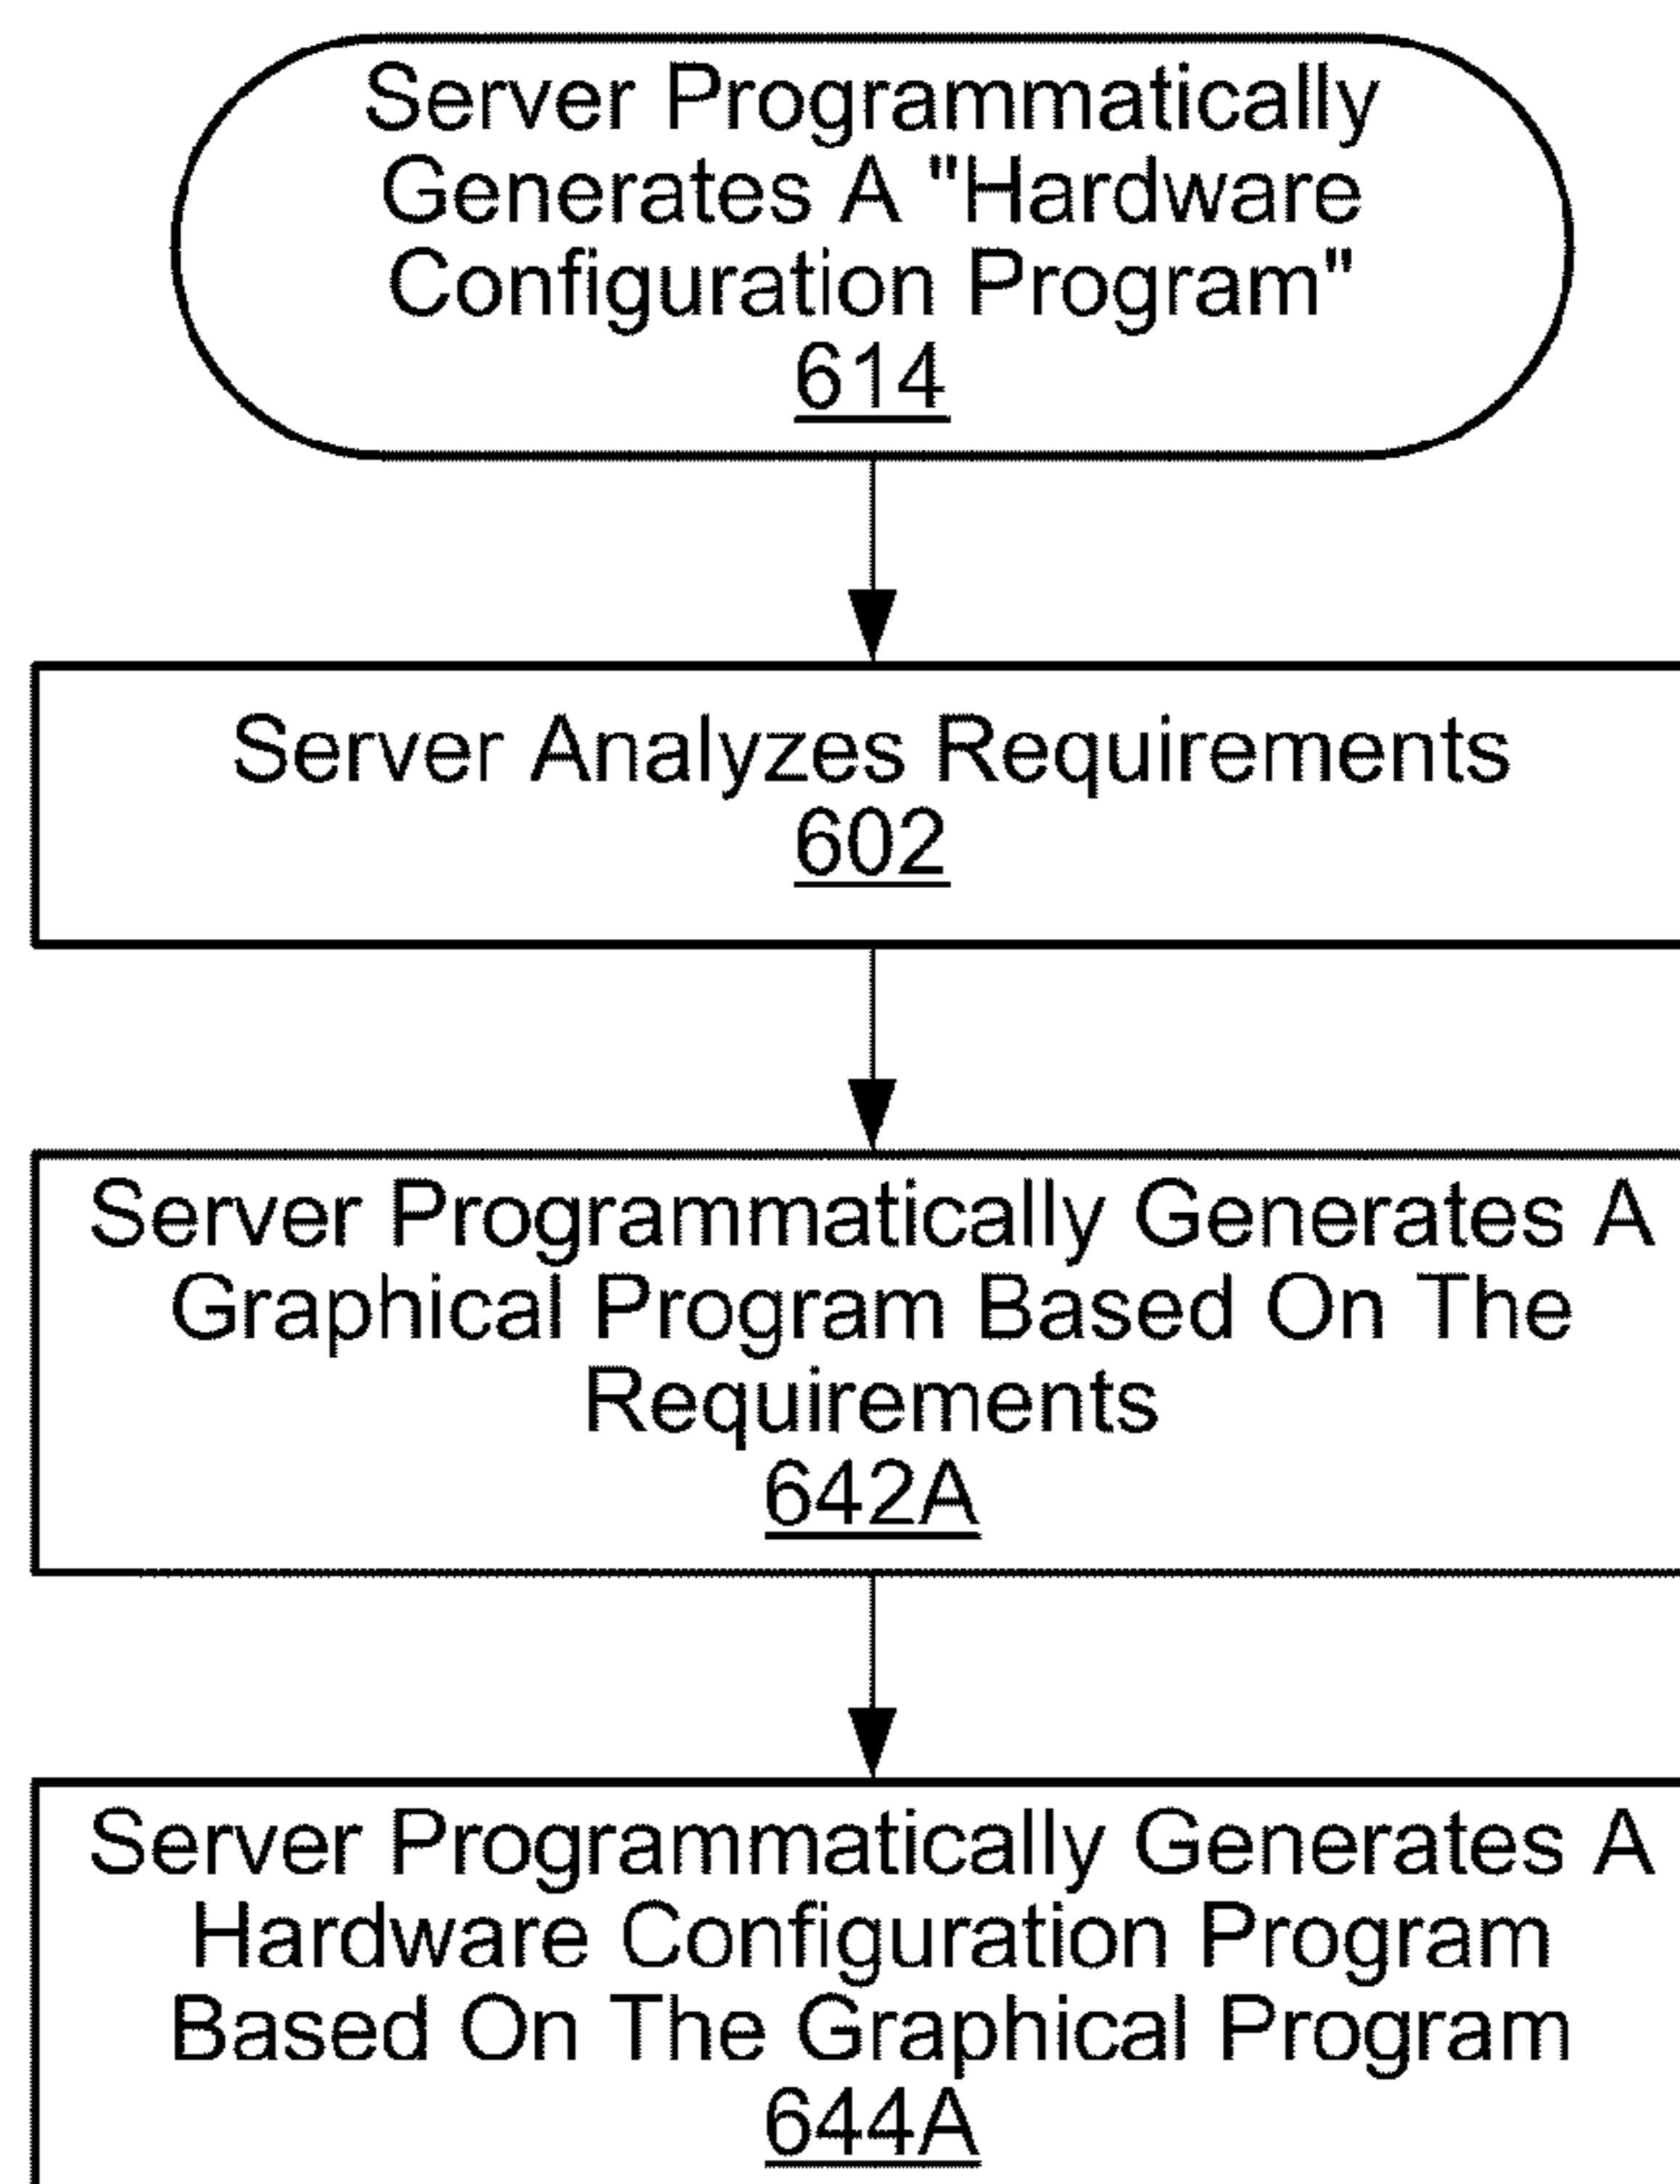 Server Programmatically
Generates A "Hardware
Configuration Program"
614
Server Analyzes Requirements
602
Server Programmatically Generates A
Graphical Program Based On The
Requirements
642A
Server Programmatically Generates A
Hardware Configuration Program
Based On The Graphical Program
644A